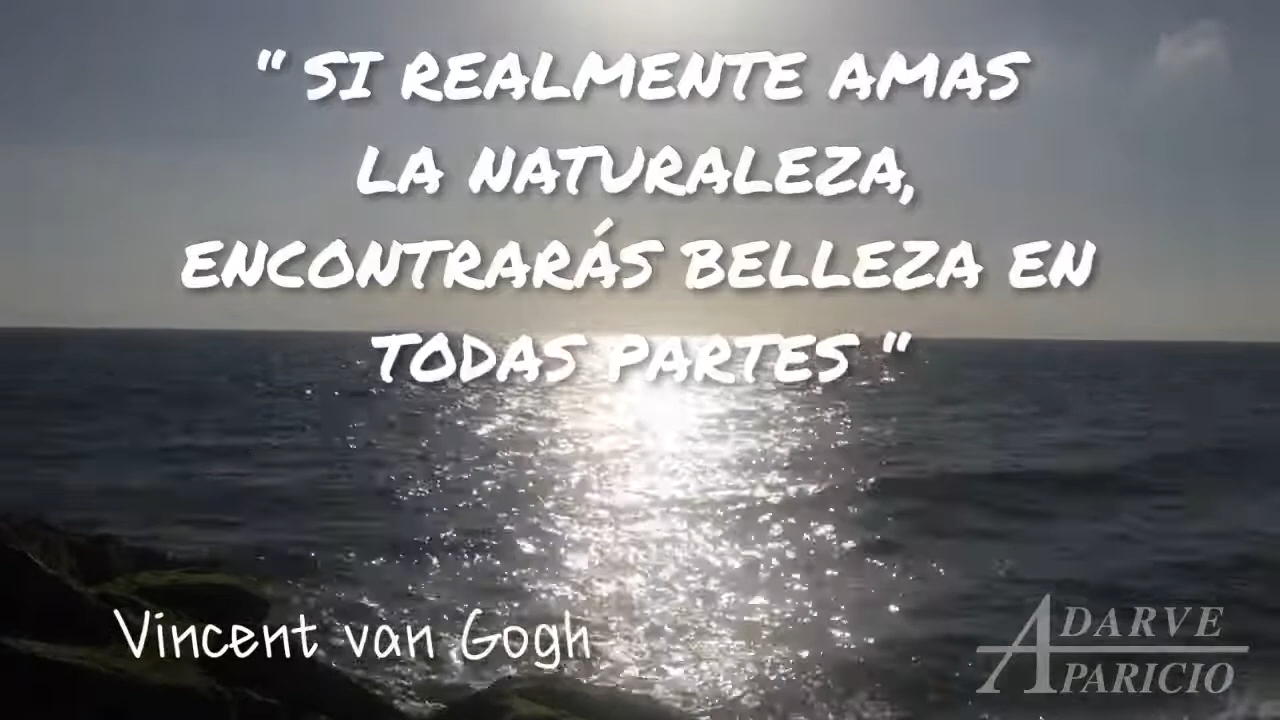 " SI REALMENTE AMAS
LA NATURALEZA,
ENCONTRARÁS BELLEZA EN
TODAS PARTES "
Vincent van Gogh
ADARVE
APARICIO